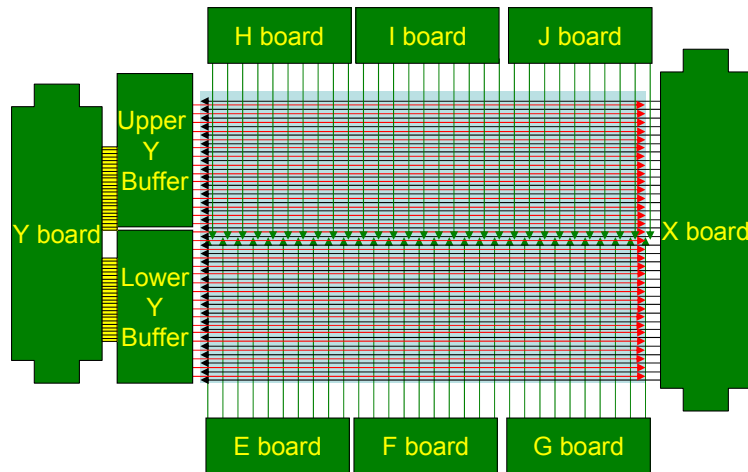 H board
I board
J board
Upper
Y
Buffer
Y board
X board
Lower
Y
Buffer
E board
F board
G board